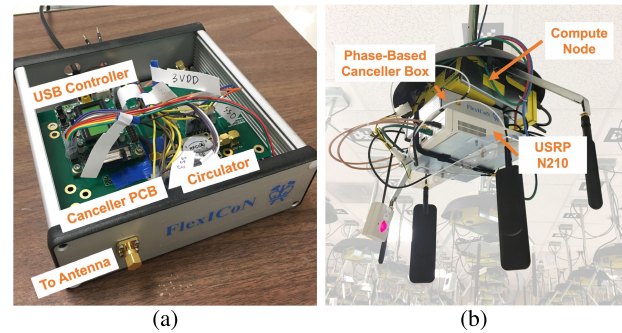 USB Controller
3VDD
Circulator
Canceller PCB
FlexICoN
To Antenna
(a)
Phase-Based
Canceller Box
Compute
Node
FlexICoN
USRP
N210
(b)